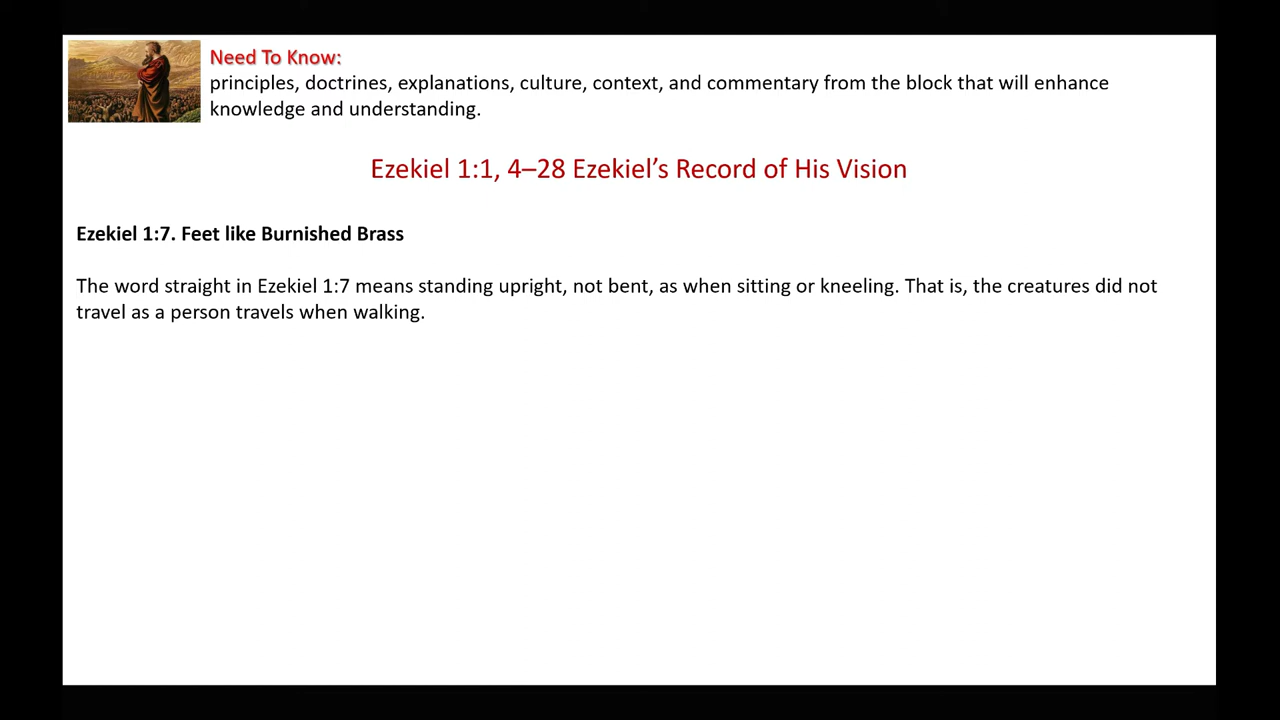 Need To Know:
principles, doctrines, explanations, culture, context, and commentary from the block that will enhance
knowledge and understanding.
Ezekiel 1:1, 4–28 Ezekiel’s Record of His Vision
Ezekiel 1:7. Feet like Burnished Brass
The word straight in Ezekiel 1:7 means standing upright, not bent, as when sitting or kneeling. That is, the creatures did not
travel as a person travels when walking.